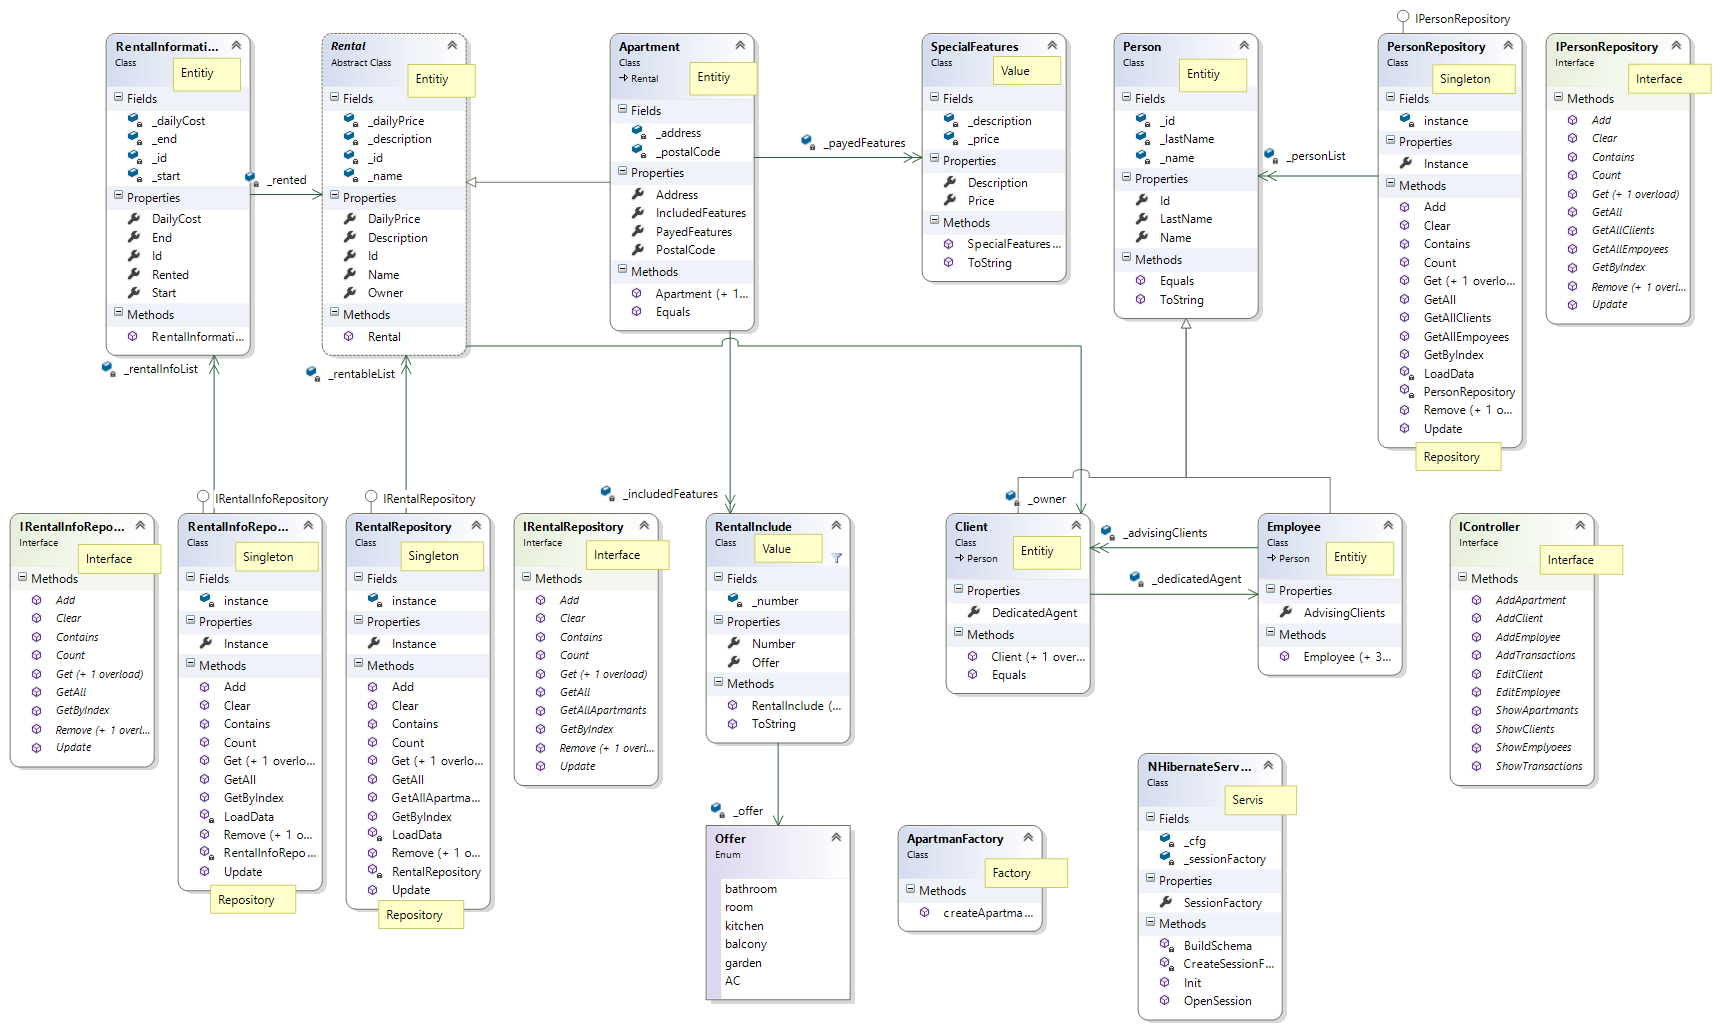 RentalInformati...
Class
Entitiy
Fields
_dailyCost
_end
_id
_start
Properties
DailyCost
End
Id
Rented
Start
Methods
RentalInformati...
_rented
Rental
Abstract Class
Entitiy
Fields
_dailyPrice
_description
_id
_name
Properties
DailyPrice
Description
Id
Name
Owner
Methods
Rental
Apartment
Class
Rental
Entitiy
Fields
_address
_postalCode
Properties
Address
IncludedFeatures
PayedFeatures
PostalCode
Methods
Apartment (+ 1...
Equals
_payedFeatures
SpecialFeatures
Class
Value
Fields
_description
_price
Properties
Description
Price
Methods
SpecialFeatures...
ToString
Person
Class
Entitiy
Fields
_id
_lastName
_name
Properties
Id
LastName
Name
Methods
Equals
ToString
_personList
IPersonRepository
PersonRepository
Class
Singleton
Fields
instance
Properties
Instance
Methods
Add
Clear
Contains
Count
Get (+ 1 overlo...
GetAll
GetAllClients
GetAllEmpoyees
GetByIndex
LoadData
PersonRepository
Remove (+ 1 o...
Update
Repository
IPersonRepository
Interface
Interface
Methods
Add
Clear
Contains
Count
Get (+ 1 overload)
GetAll
GetAllClients
GetAllEmpoyees
GetByIndex
Remove (+ 1 overl...
Update
_rentalInfoList
_rentableList
_includedFeatures
_owner
IRentalInfoRepo...
Interface
Interface
Methods
Add
Clear
Contains
Count
Get (+ 1 overload)
GetAll
GetByIndex
Remove (+ 1 overl...
Update
IRentalInfoRepository
RentalInfoRepo...
Class
Singleton
Fields
instance
Properties
Instance
Methods
Add
Clear
Contains
Count
Get (+ 1 overlo...
GetAll
GetByIndex
LoadData
Remove (+ 1 o...
RentalInfoRepo...
Update
Repository
IRentalRepository
RentalRepository
Class
Singleton
Fields
instance
Properties
Instance
Methods
Add
Clear
Contains
Count
Get (+ 1 overlo...
GetAll
GetAllApartma...
GetByIndex
LoadData
Remove (+ 1 o...
RentalRepository
Update
Repository
IRentalRepository
Interface
Interface
Methods
Add
Clear
Contains
Count
Get (+ 1 overload)
GetAll
GetAllApartmants
GetByIndex
Remove (+ 1 overl...
Update
RentalInclude
Class
Value
Fields
_number
Properties
Number
Offer
Methods
RentalInclude (...
ToString
_offer
Offer
Enum
bathroom
room
kitchen
balcony
garden
AC
Client
Class
Person
Entitiy
Properties
DedicatedAgent
Methods
Client (+ 1 over...
Equals
_advisingClients
_dedicatedAgent
Employee
Class
Person
Entitiy
Properties
AdvisingClients
Methods
Employee (+ 3...
IController
Interface
Interface
Methods
AddApartment
AddClient
AddEmployee
AddTransactions
EditClient
EditEmployee
ShowApartmants
ShowClients
ShowEmplyoees
ShowTransactions
ApartmanFactory
Class
Factory
Methods
createApartma...
NHibernateServ...
Class
Servis
Fields
_cfg
_sessionFactory
Properties
SessionFactory
Methods
BuildSchema
CreateSessionF...
Init
OpenSession